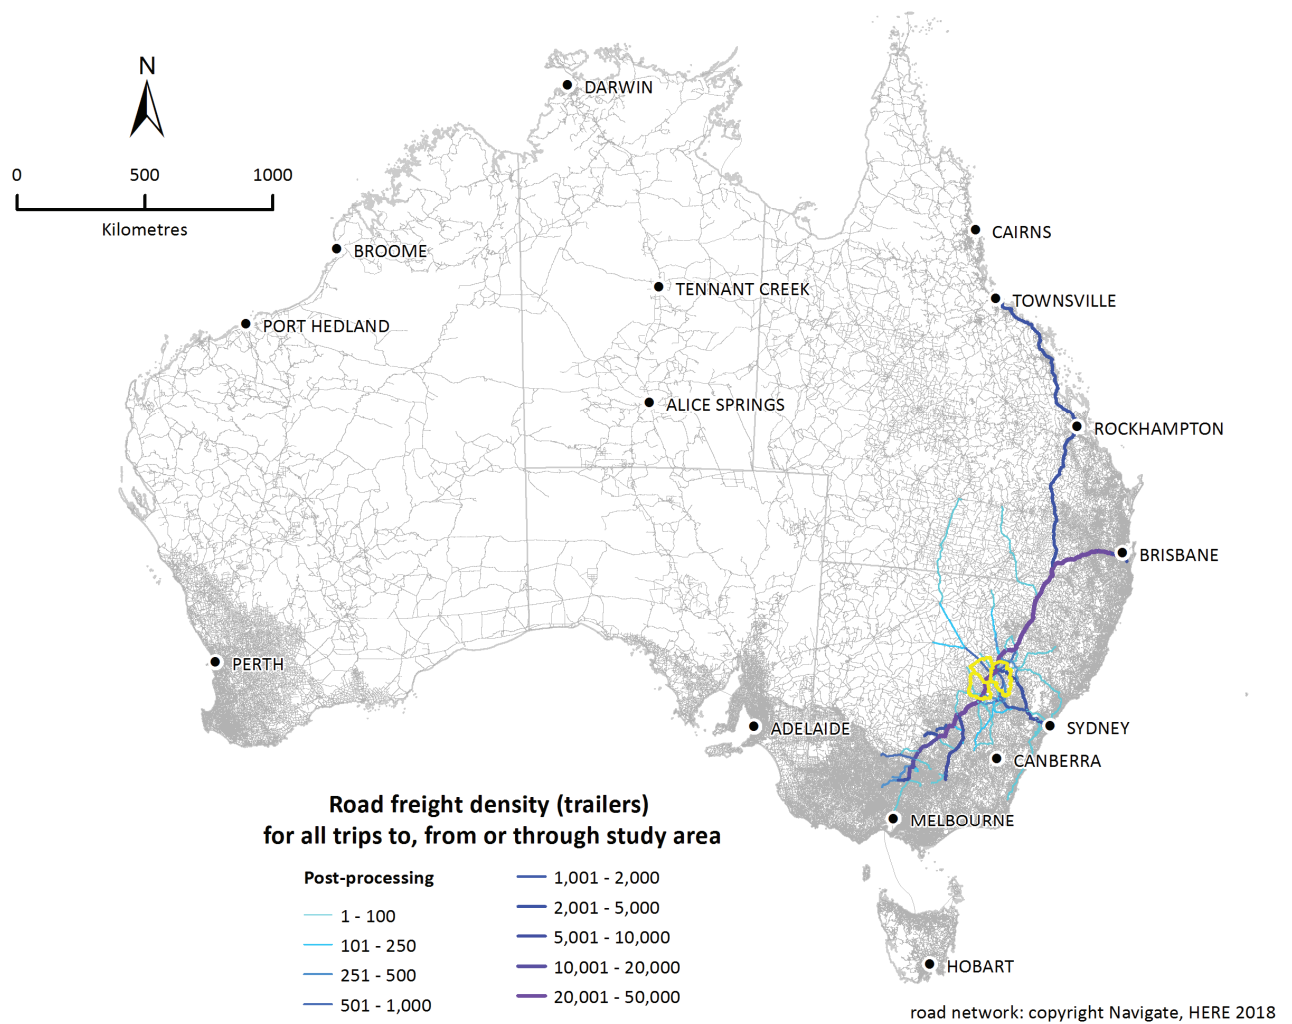 N
0 500 1000
Kilometres
DARWIN
CAIRNS
BROOME
TENNANT CREEK
TOWNSVILLE
PORT HEDLAND
ALICE SPRINGS
ROCKHAMPTON
BRISBANE
PERTH
ADELAIDE
SYDNEY
CANBERRA
MELBOURNE
HOBART
Road freight density (trailers)
for all trips to, from or through study area
Post-processing
1 - 100
101 - 250
251 - 500
501 - 1,000
1,001 - 2,000
2,001 - 5,000
5,001 - 10,000
10,001 - 20,000
20,001 - 50,000
road network: copyright Navigate, HERE 2018